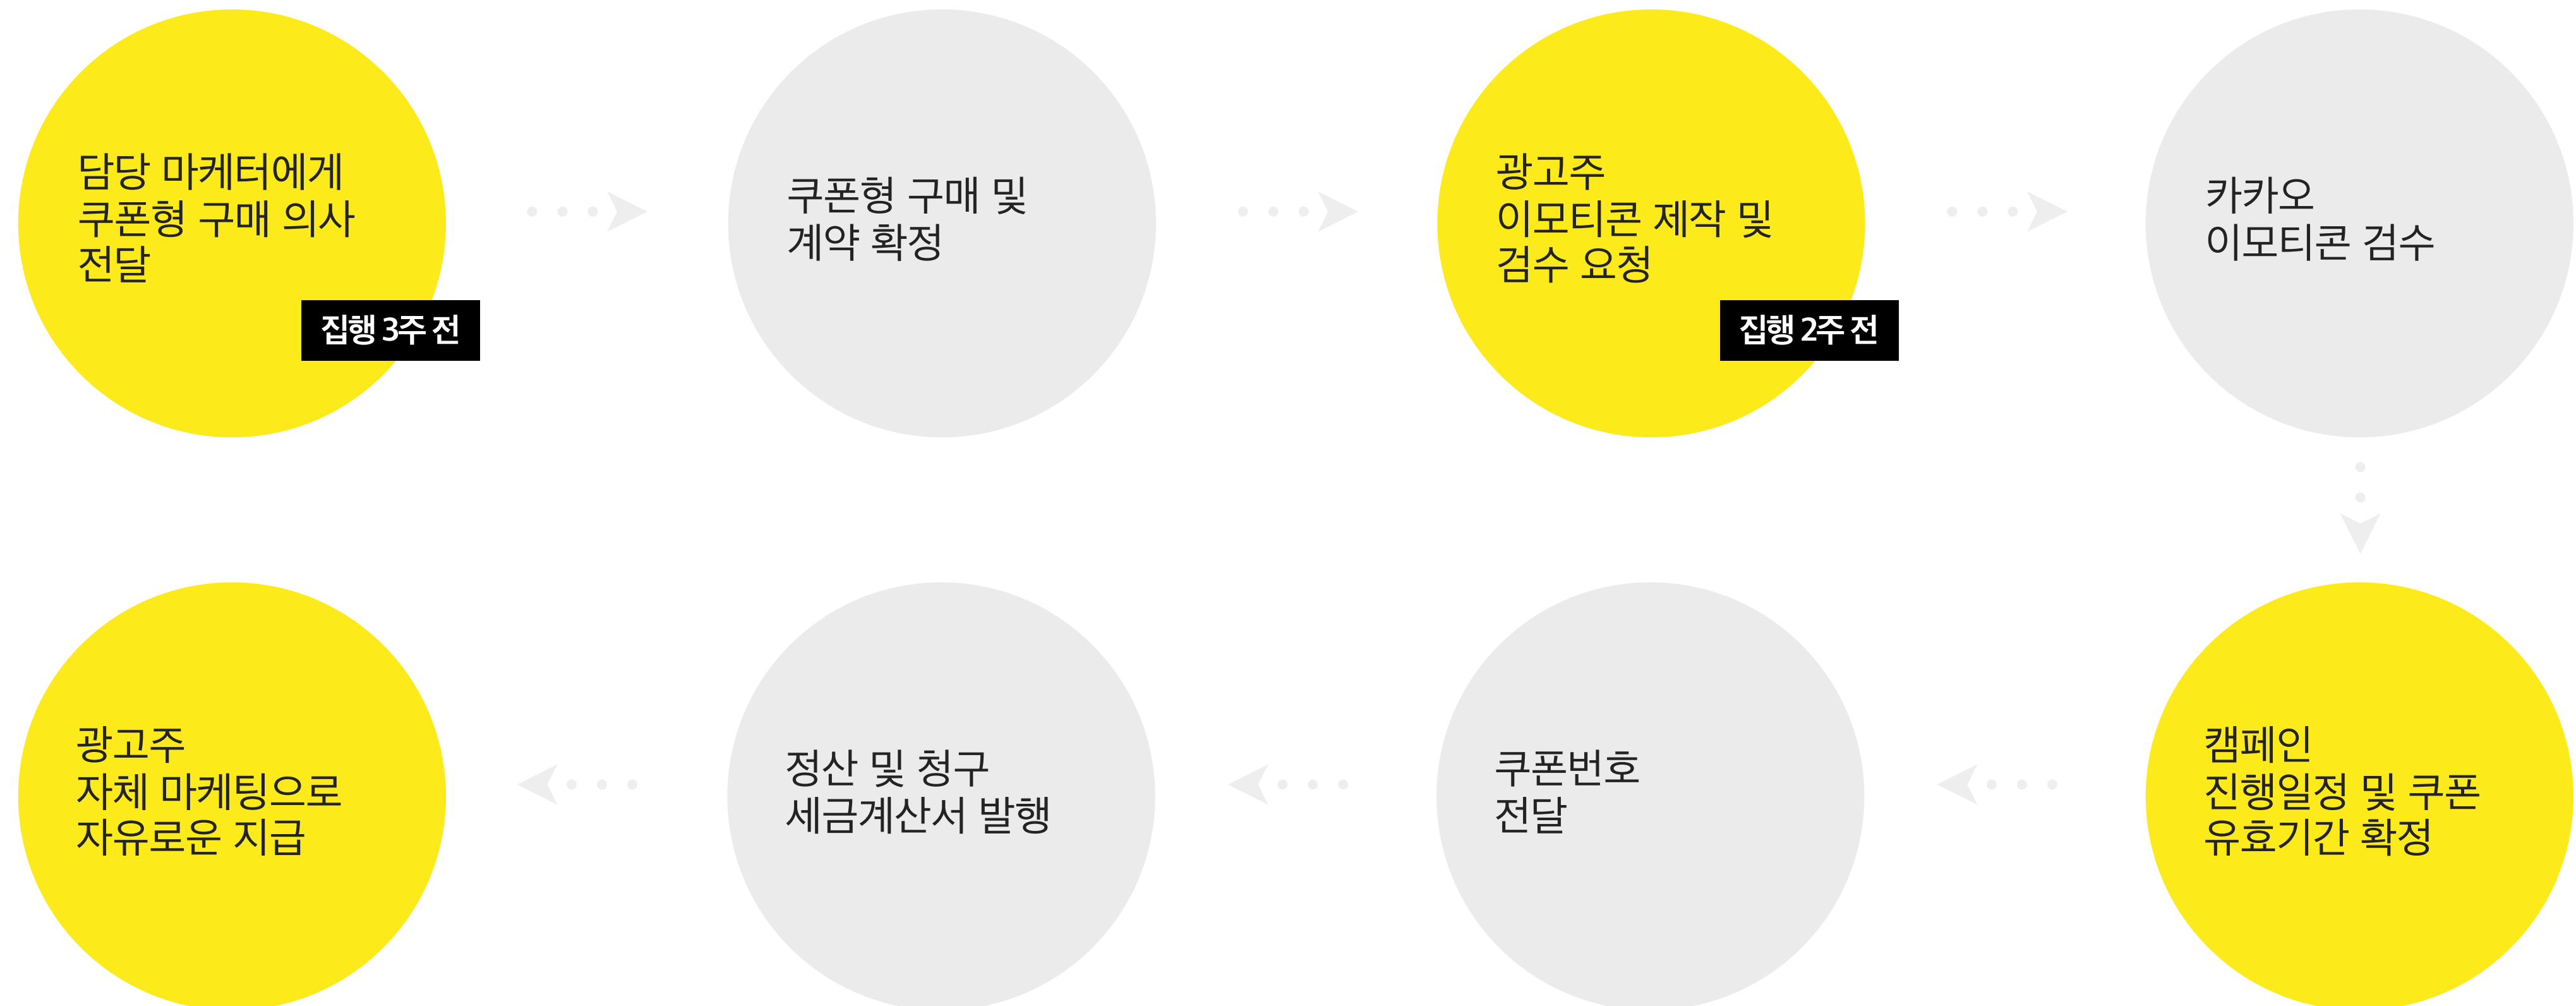 담당 마케터에게
쿠폰형 구매 의사
전달
집행 3주 전
쿠폰형 구매 및
계약 확정
광고주
이모티콘 제작 및
검수 요청
집행 2주 전
카카오
이모티콘 검수
캠페인
진행일정 및 쿠폰
유효기간 확정
쿠폰번호
전달
정산 및 청구
세금계산서 발행
광고주
자체 마케팅으로
자유로운 지급